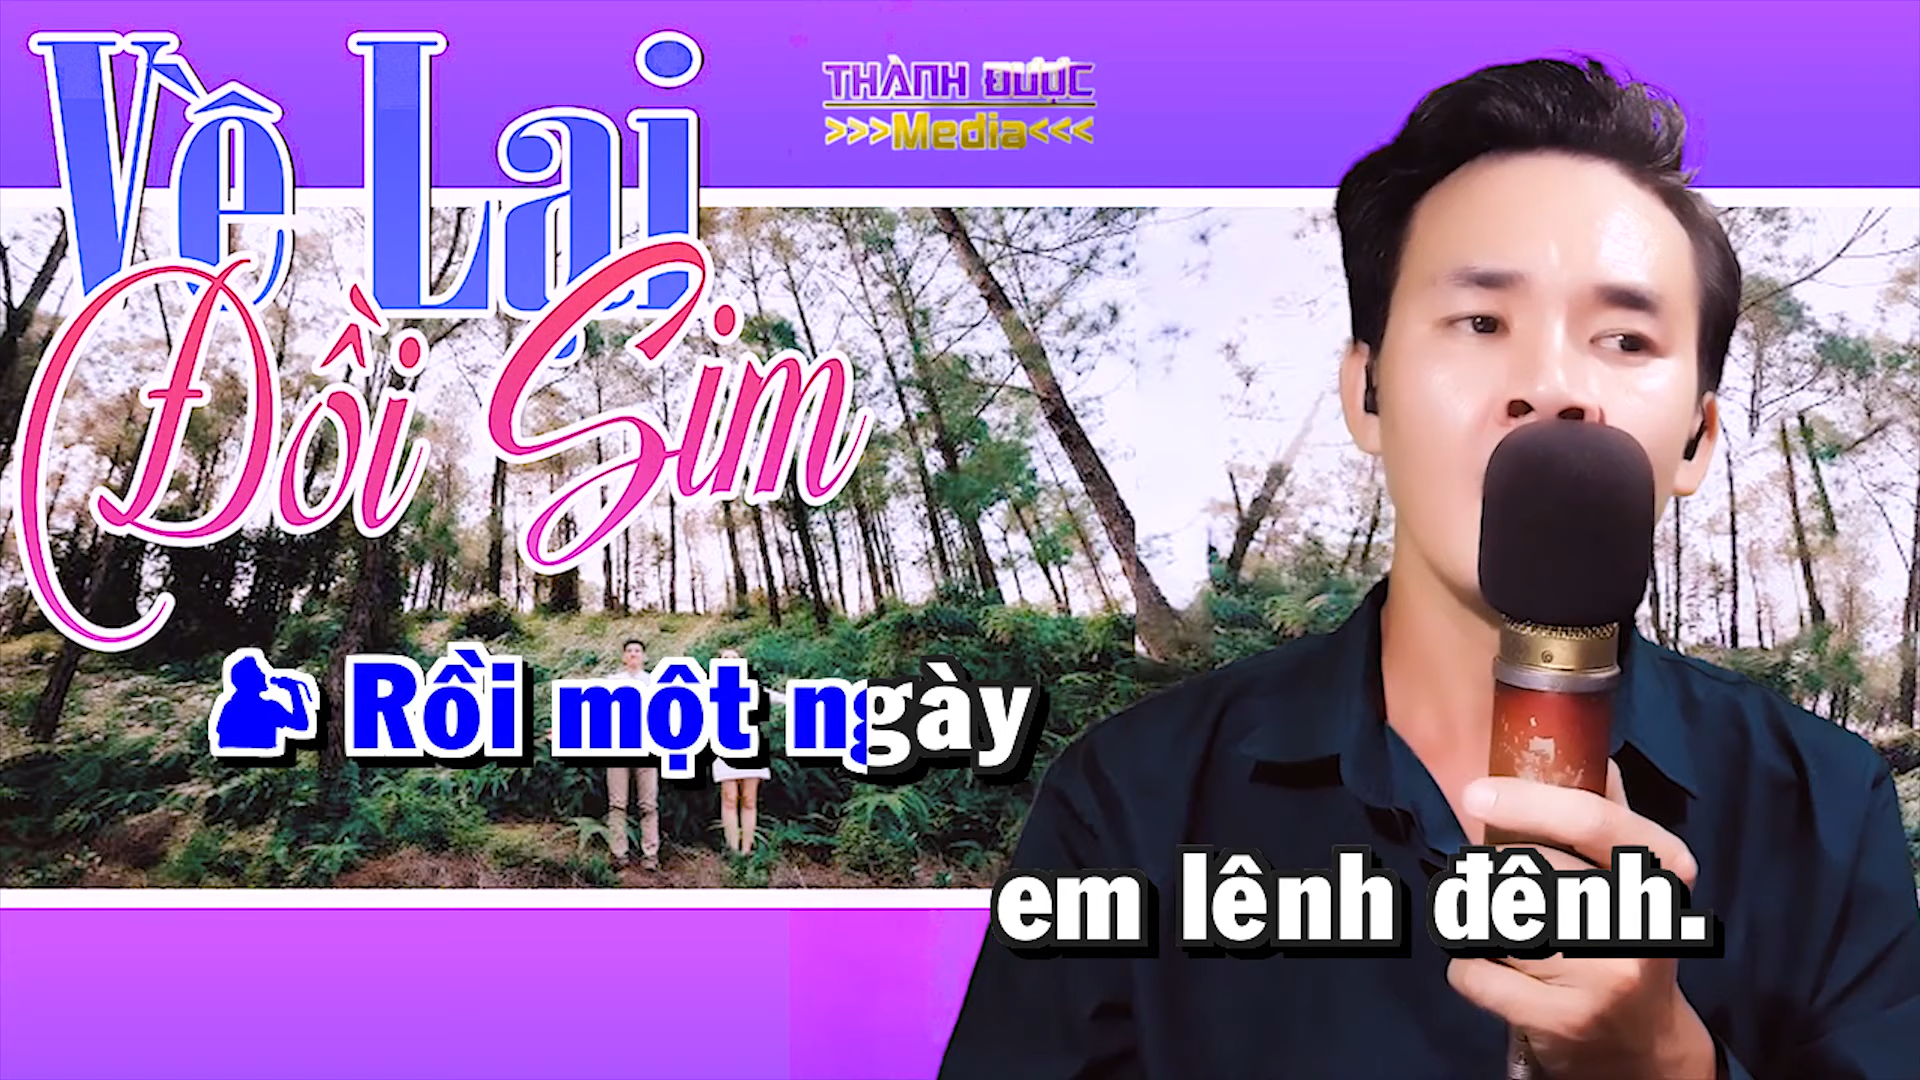 Về Lại
Đồi Sim
THÀNH ĐƯỢC
>>>Media<<<
Rồi một ngày
em lênh đênh.